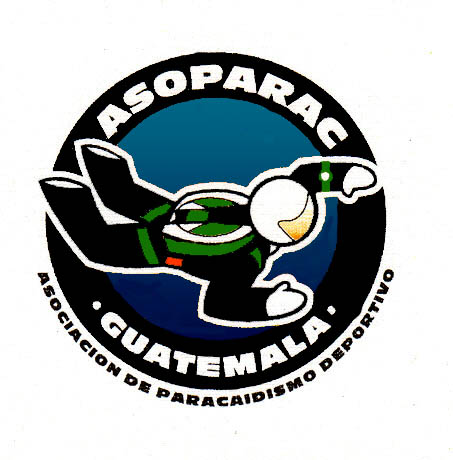 ASOPARAC
· GUATEMALA ·
ASOCIACION DE PARACAIDISMO DEPORTIVO